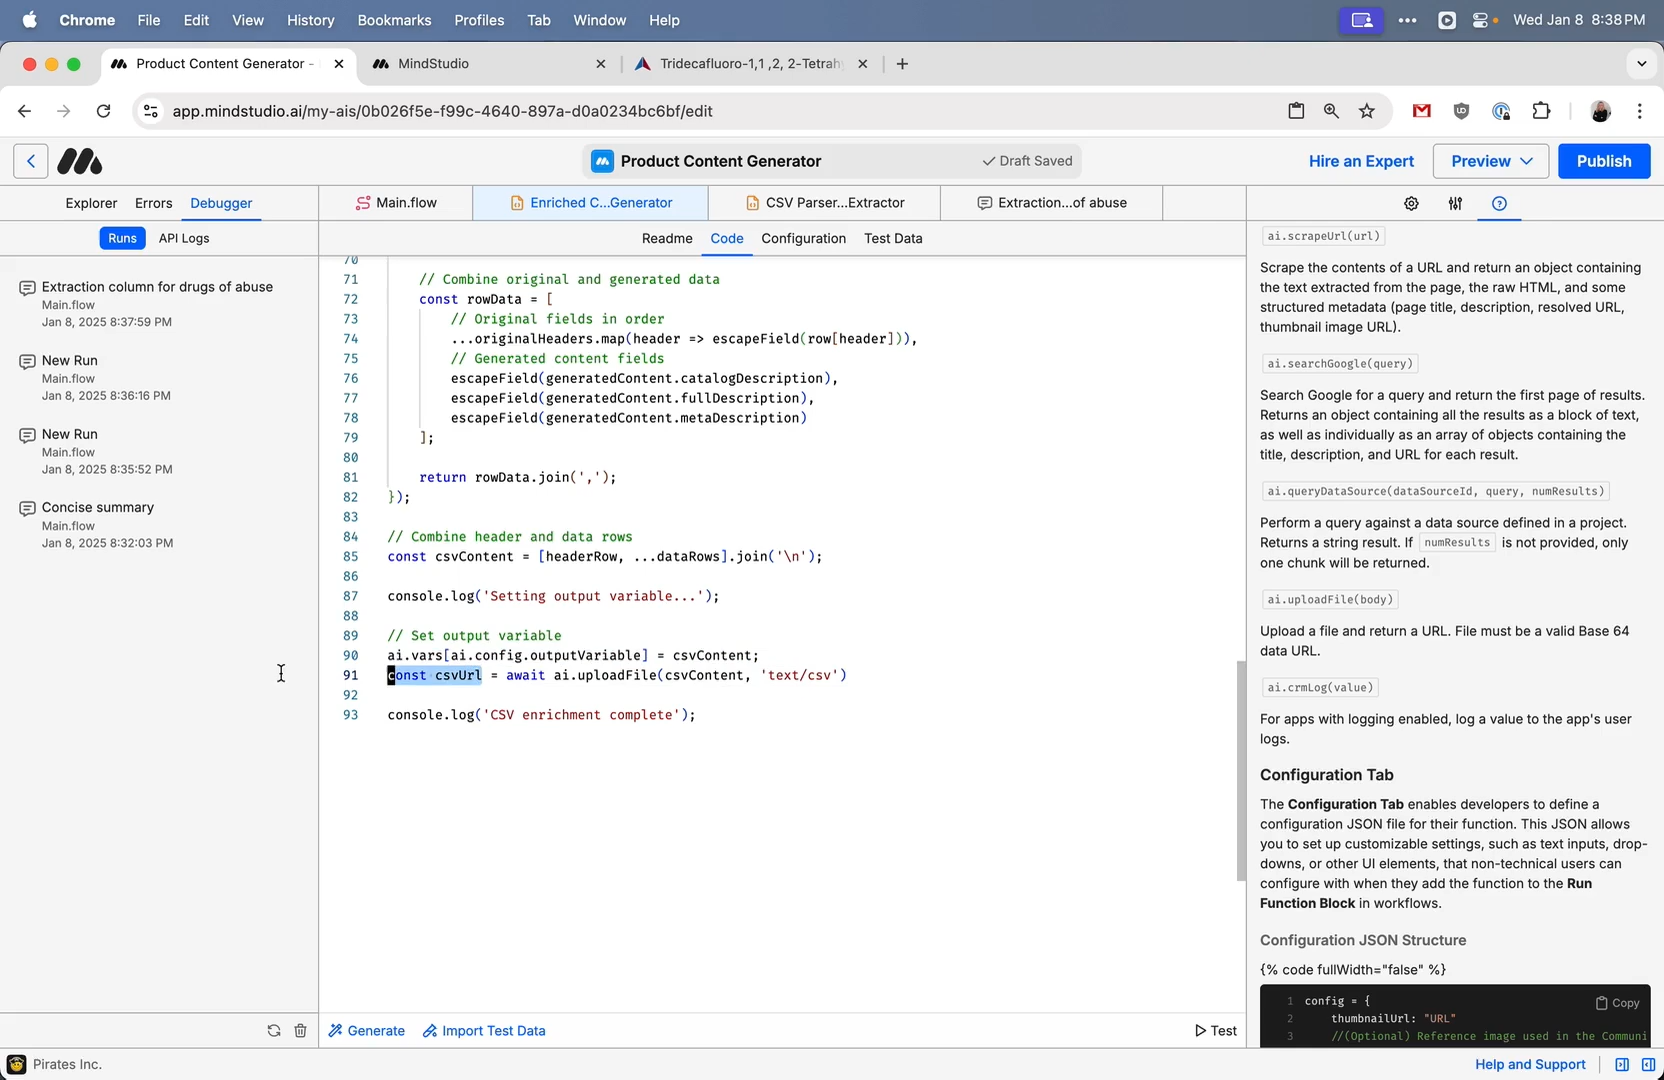 Chrome File Edit View History Bookmarks Profiles Tab Window Help Wed Jan 8 8:38 PM
Product Content Generator - MindStudio Tridecafluoro-1,1 ,2, 2-Tetrah
app.mindstudio.ai/my-ais/0b026f5e-f99c-4640-897a-d0a0234bc6bf/edit
Product Content Generator Draft Saved Hire an Expert Preview Publish
Explorer Errors Debugger Main.flow Enriched C...Generator CSV Parser...Extractor Extraction...of abuse
Runs API Logs Readme Code Configuration Test Data
Extraction column for drugs of abuse
Main.flow
Jan 8, 2025 8:37:59 PM
New Run
Main.flow
Jan 8, 2025 8:36:16 PM
New Run
Main.flow
Jan 8, 2025 8:35:52 PM
Concise summary
Main.flow
Jan 8, 2025 8:32:03 PM
70
71 // Combine original and generated data
72 const rowData = [
73 // Original fields in order
74 ...originalHeaders.map(header => escapeField(row[header])),
75 // Generated content fields
76 escapeField(generatedContent.catalogDescription),
77 escapeField(generatedContent.fullDescription),
78 escapeField(generatedContent.metaDescription)
79 ];
80
81 return rowData.join(',');
82 });
83
84 // Combine header and data rows
85 const csvContent = [headerRow, ...dataRows].join('\n');
86
87 console.log('Setting output variable...');
88
89 // Set output variable
90 ai.vars[ai.config.outputVariable] = csvContent;
91 const csvUrl = await ai.uploadFile(csvContent, 'text/csv')
92
93 console.log('CSV enrichment complete');
ai.scrapeUrl(url)
Scrape the contents of a URL and return an object containing
the text extracted from the page, the raw HTML, and some
structured metadata (page title, description, resolved URL,
thumbnail image URL).
ai.searchGoogle(query)
Search Google for a query and return the first page of results.
Returns an object containing all the results as a block of text,
as well as individually as an array of objects containing the
title, description, and URL for each result.
ai.queryDataSource(dataSourceId, query, numResults)
Perform a query against a data source defined in a project.
Returns a string result. If numResults is not provided, only
one chunk will be returned.
ai.uploadFile(body)
Upload a file and return a URL. File must be a valid Base 64
data URL.
ai.crmLog(value)
For apps with logging enabled, log a value to the app's user
logs.
Configuration Tab
The Configuration Tab enables developers to define a
configuration JSON file for their function. This JSON allows
you to set up customizable settings, such as text inputs, drop-
downs, or other UI elements, that non-technical users can
configure with when they add the function to the Run
Function Block in workflows.
Configuration JSON Structure
{% code fullWidth="false" %}
1 config = { Copy
2 thumbnailUrl: "URL"
3 //(Optional) Reference image used in the Communi
Generate Import Test Data Test
Pirates Inc. Help and Support